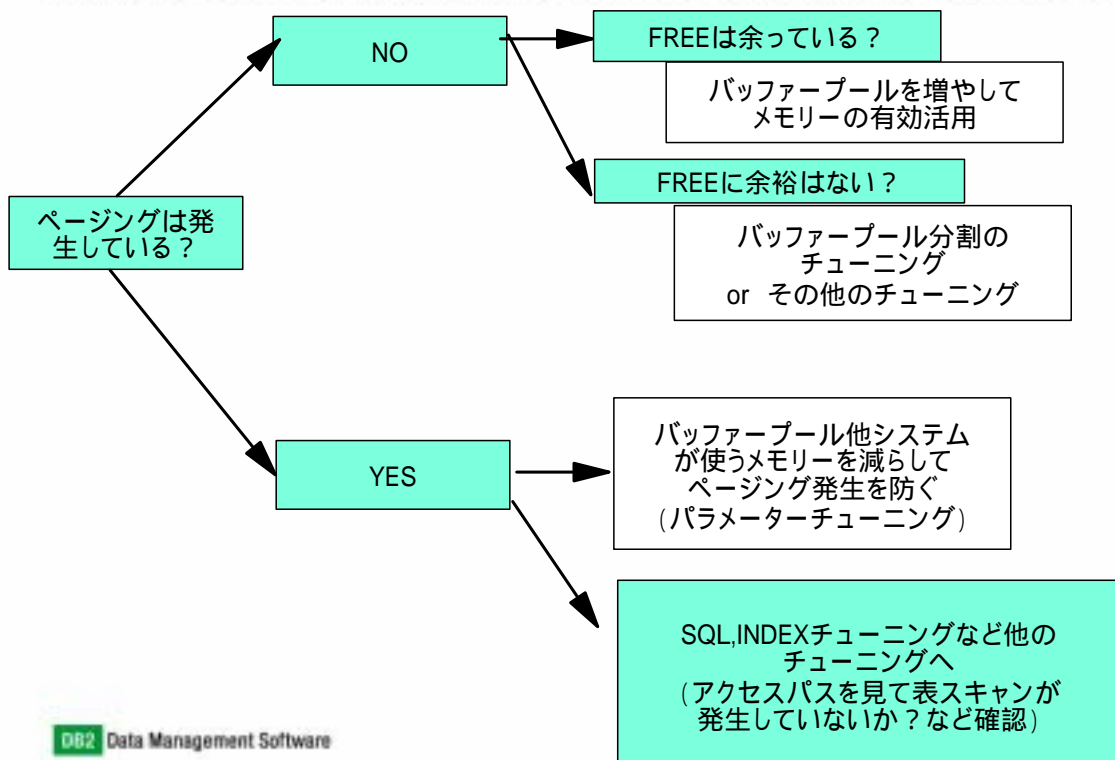 NO
FREEは余っている？
バッファープールを増やして
メモリーの有効活用
FREEに余裕はない？
バッファープール分割の
チューニング
or その他のチューニング
ページングは発
生している？
YES
バッファープール他システム
が使うメモリーを減らして
ページング発生を防ぐ
(パラメーターチューニング)
SQL,INDEXチューニングなど他の
チューニングへ
(アクセスパスを見て表スキャンが
発生していないか？など確認)
DB2 Data Management Software